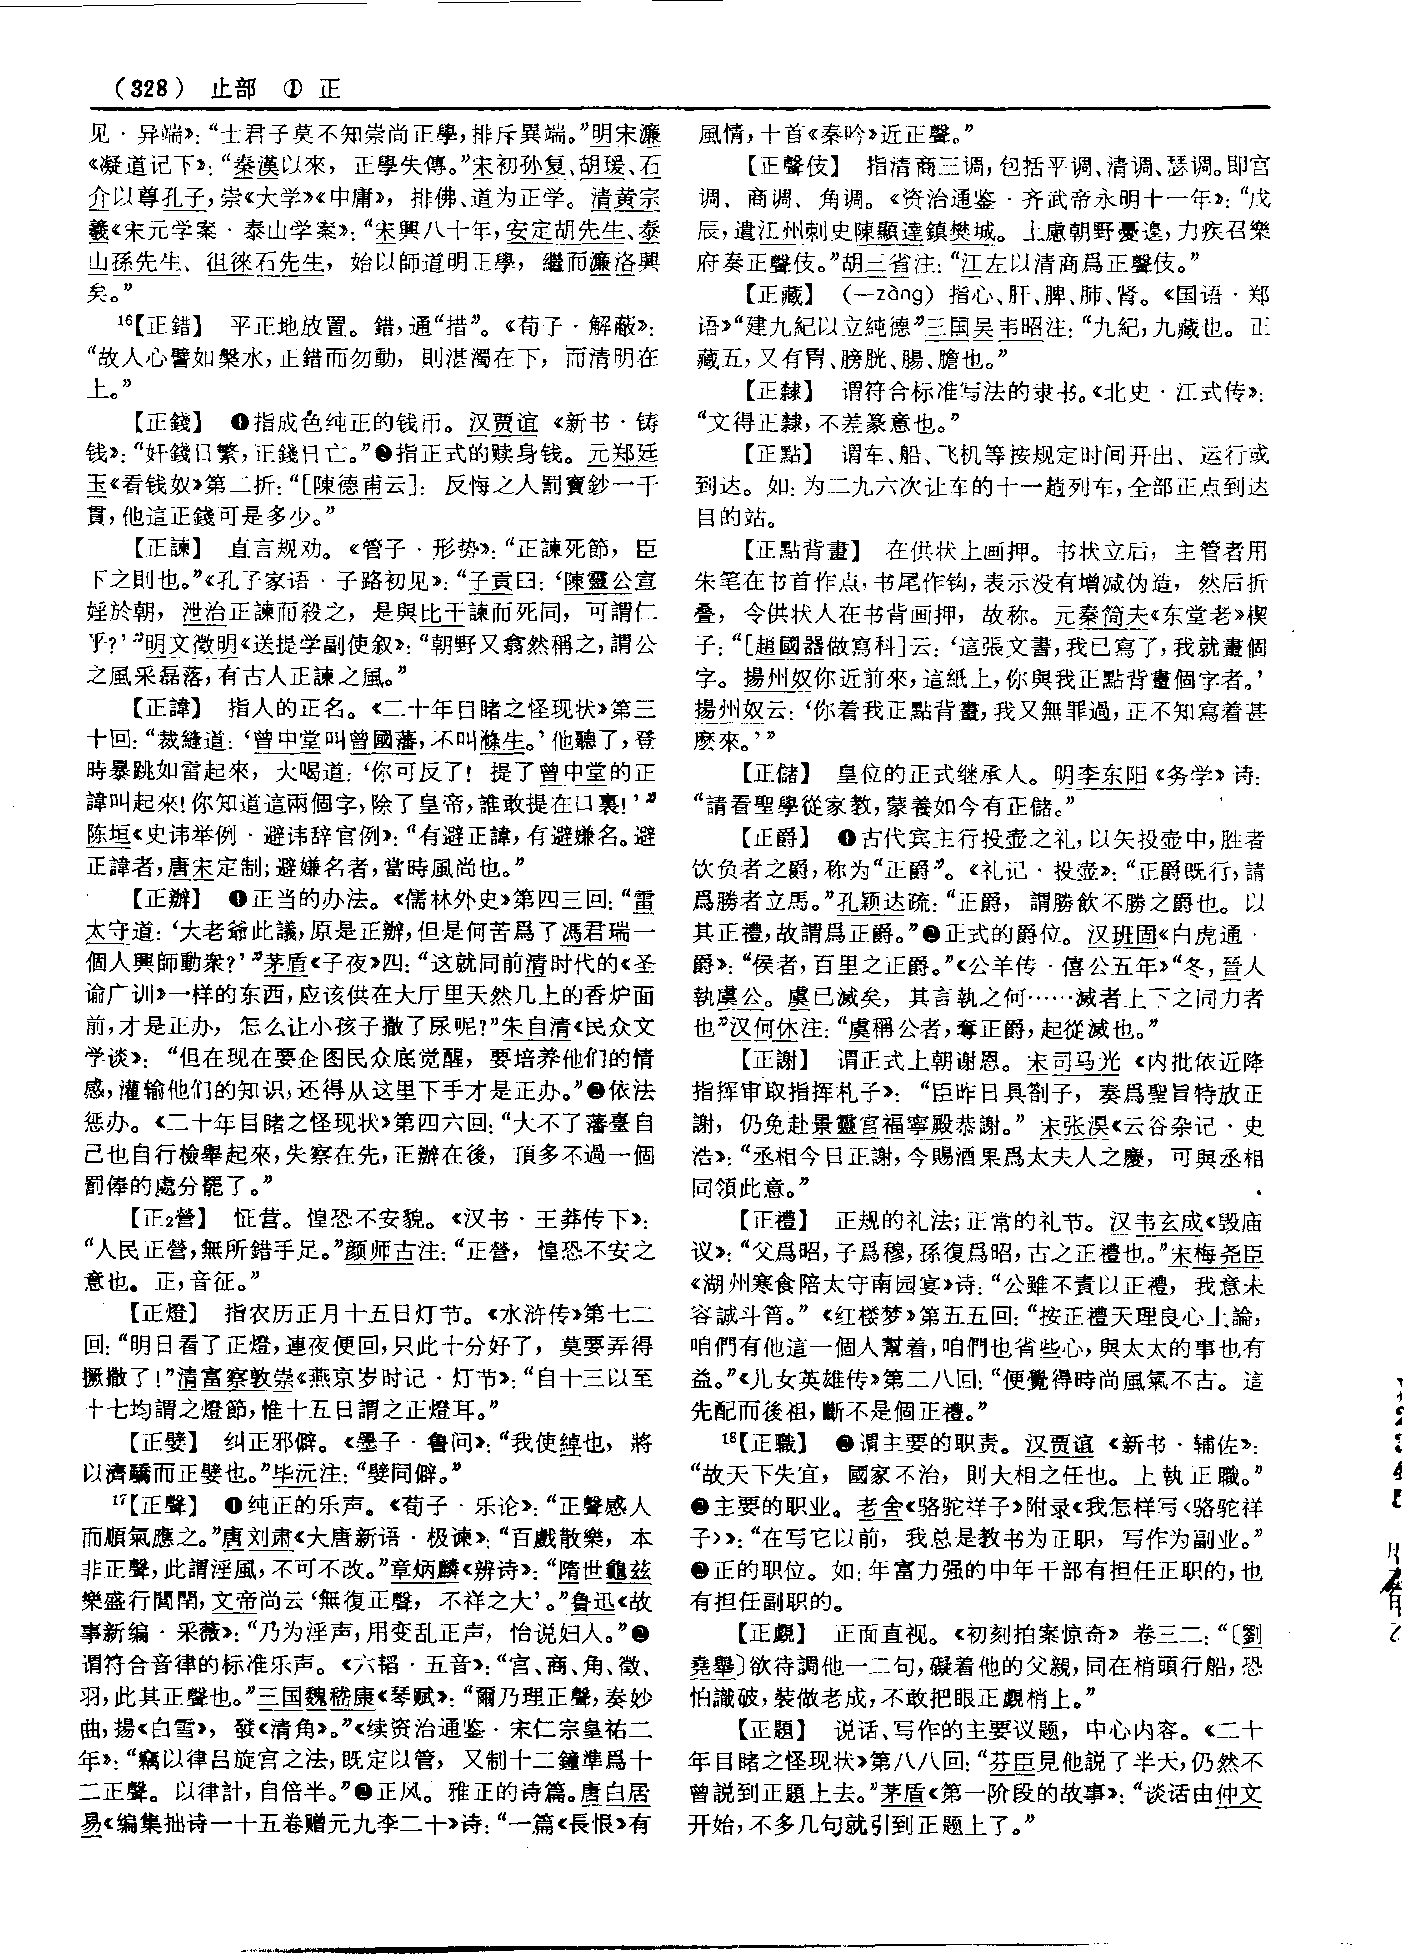 (328) 止部 ① 正
见·异端》：“士君子莫不知崇尚正學，排斥異端。”明宋濂
《凝道记下》：“秦漢以來，正學失傳。”宋初孙复、胡瑗、石
介以尊孔子，崇《大学》《中庸》，排佛、道为正学。清黄宗
羲《宋元学案·泰山学案》：“宋興八十年，安定胡先生、泰
山孫先生、徂徠石先生，始以師道明正學，繼而濂洛興
矣。”
16【正錯】 平正地放置。錯，通“措”。《荀子·解蔽》：
“故人心譬如槃水，正錯而勿動，則湛濁在下，而清明在
上。”
【正錢】 ❶指成色纯正的钱币。汉贾谊《新书·铸
钱》：“奸錢日繁，正錢日亡。”❷指正式的赎身钱。元郑廷
玉《看钱奴》第二折：“[陳德甫云]：反悔之人罰寶鈔一千
貫，他這正錢可是多少。”
【正諫】 直言规劝。《管子·形势》：“正諫死節，臣
下之則也。”《孔子家语·子路初见》：“子貢曰：‘陳靈公宣
婬於朝，泄治正諫而殺之，是與比干諫而死同，可謂仁
乎？’”明文徵明《送提学副使叙》：“朝野又翕然稱之，謂公
之風采磊落，有古人正諫之風。”
【正諱】 指人的正名。《二十年目睹之怪现状》第三
十回：“裁縫道：‘曾中堂叫曾國藩，不叫滌生。’他聽了，登
時暴跳如雷起來，大喝道：‘你可反了！提了曾中堂的正
諱叫起來！你知道這兩個字，除了皇帝，誰敢提在口裏！’”
陈垣《史讳举例·避讳辞官例》：“有避正諱，有避嫌名。避
正諱者，唐宋定制；避嫌名者，當時風尚也。”
【正辦】 ❶正当的办法。《儒林外史》第四三回：“雷
太守道：‘大老爺此議，原是正辦，但是何苦爲了馮君瑞一
個人興師動衆？’”茅盾《子夜》四：“这就同前清时代的《圣
谕广训》一样的东西，应该供在大厅里天然几上的香炉面
前，才是正办，怎么让小孩子撒了尿呢？”朱自清《民众文
学谈》：“但在现在要企图民众底觉醒，要培养他们的情
感，灌输他们的知识，还得从这里下手才是正办。”❷依法
惩办。《二十年目睹之怪现状》第四六回：“大不了藩臺自
己也自行檢舉起來，失察在先，正辦在後，頂多不過一個
罰俸的處分罷了。”
【正2營】 怔营。惶恐不安貌。《汉书·王莽传下》：
“人民正營，無所錯手足。”颜师古注：“正營，惶恐不安之
意也。正，音征。”
【正燈】 指农历正月十五日灯节。《水浒传》第七二
回：“明日看了正燈，連夜便回，只此十分好了，莫要弄得
撅撒了！”清富察敦崇《燕京岁时记·灯节》：“自十三以至
十七均謂之燈節，惟十五日謂之正燈耳。”
【正嬖】 纠正邪僻。《墨子·鲁问》：“我使綽也，將
以濟驕而正嬖也。”毕沅注：“嬖同僻。”
17【正聲】 ❶纯正的乐声。《荀子·乐论》：“正聲感人
而順氣應之。”唐刘肃《大唐新语·极谏》：“百戲散樂，本
非正聲，此謂淫風，不可不改。”章炳麟《辨诗》：“隋世龜茲
樂盛行閭閈，文帝尚云‘無復正聲，不祥之大’。”鲁迅《故
事新编·采薇》：“乃为淫声，用变乱正声，怡说妇人。”❷
谓符合音律的标准乐声。《六韬·五音》：“宫、商、角、徵、
羽，此其正聲也。”三国魏嵇康《琴赋》：“爾乃理正聲，奏妙
曲，揚《白雪》，發《清角》。”《续资治通鉴·宋仁宗皇祐二
年》：“竊以律吕旋宫之法，既定以管，又制十二鐘準爲十
二正聲。以律計，自倍半。”❸正风。雅正的诗篇。唐白居
易《编集拙诗一十五卷赠元九李二十》诗：“一篇《長恨》有
風情，十首《秦吟》近正聲。”
【正聲伎】 指清商三调，包括平调、清调、瑟调。即宫
调、商调、角调。《资治通鉴·齐武帝永明十一年》：“戊
辰，遣江州刺史陳顯達鎮樊城。上慮朝野憂遑，力疾召樂
府奏正聲伎。”胡三省注：“江左以清商爲正聲伎。”
【正藏】 (—zàng) 指心、肝、脾、肺、肾。《国语·郑
语》“建九紀以立純德”三国吴韦昭注：“九紀，九藏也。正
藏五，又有胃、膀胱、腸、膽也。”
【正隸】 谓符合标准写法的隶书。《北史·江式传》：
“文得正隸，不差篆意也。”
【正點】 谓车、船、飞机等按规定时间开出、运行或
到达。如：为二九六次让车的十一趟列车，全部正点到达
目的站。
【正點背畫】 在供状上画押。书状立后，主管者用
朱笔在书首作点，书尾作钩，表示没有增减伪造，然后折
叠，令供状人在书背画押，故称。元秦简夫《东堂老》楔
子：“[趙國器做寫科]云：‘這張文書，我已寫了，我就畫個
字。揚州奴你近前來，這紙上，你與我正點背畫個字者。’
揚州奴云：‘你着我正點背畫，我又無罪過，正不知寫着甚
麽來。’”
【正儲】 皇位的正式继承人。明李东阳《务学》诗：
“請看聖學從家教，蒙養如今有正儲。”
【正爵】 ❶古代宾主行投壶之礼，以矢投壶中，胜者
饮负者之爵，称为“正爵”。《礼记·投壶》：“正爵既行，請
爲勝者立馬。”孔颖达疏：“正爵，謂勝飲不勝之爵也。以
其正禮，故謂爲正爵。”❷正式的爵位。汉班固《白虎通·
爵》：“侯者，百里之正爵。”《公羊传·僖公五年》“冬，晉人
執虞公。虞已滅矣，其言執之何……滅者上下之同力者
也”汉何休注：“虞稱公者，奪正爵，起從滅也。”
【正謝】 谓正式上朝谢恩。宋司马光《内批依近降
指挥审取指挥札子》：“臣昨日具劄子，奏爲聖旨特放正
謝，仍免赴景靈宫福寧殿恭謝。”宋张淏《云谷杂记·史
浩》：“丞相今日正謝，今賜酒果爲太夫人之慶，可與丞相
同領此意。”
【正禮】 正规的礼法；正常的礼节。汉韦玄成《毁庙
议》：“父爲昭，子爲穆，孫復爲昭，古之正禮也。”宋梅尧臣
《湖州寒食陪太守南园宴》诗：“公雖不責以正禮，我意未
容誠斗筲。”《红楼梦》第五五回：“按正禮天理良心上論，
咱們有他這一個人幫着，咱們也省些心，與太太的事也有
益。”《儿女英雄传》第二八回：“便覺得時尚風氣不古。這
先配而後祖，斷不是個正禮。”
18【正職】 ❶谓主要的职责。汉贾谊《新书·辅佐》：
“故天下失宜，國家不治，則大相之任也。上執正職。”
❷主要的职业。老舍《骆驼祥子》附录《我怎样写〈骆驼祥
子〉》：“在写它以前，我总是教书为正职，写作为副业。”
❸正的职位。如：年富力强的中年干部有担任正职的，也
有担任副职的。
【正覷】 正面直视。《初刻拍案惊奇》卷三二：“〔劉
堯舉〕欲待調他一二句，礙着他的父親，同在梢頭行船，恐
怕識破，裝做老成，不敢把眼正覷梢上。”
【正題】 说话、写作的主要议题，中心内容。《二十
年目睹之怪现状》第八八回：“芬臣見他説了半天，仍然不
曾説到正題上去。”茅盾《第一阶段的故事》：“谈话由仲文
开始，不多几句就引到正题上了。”